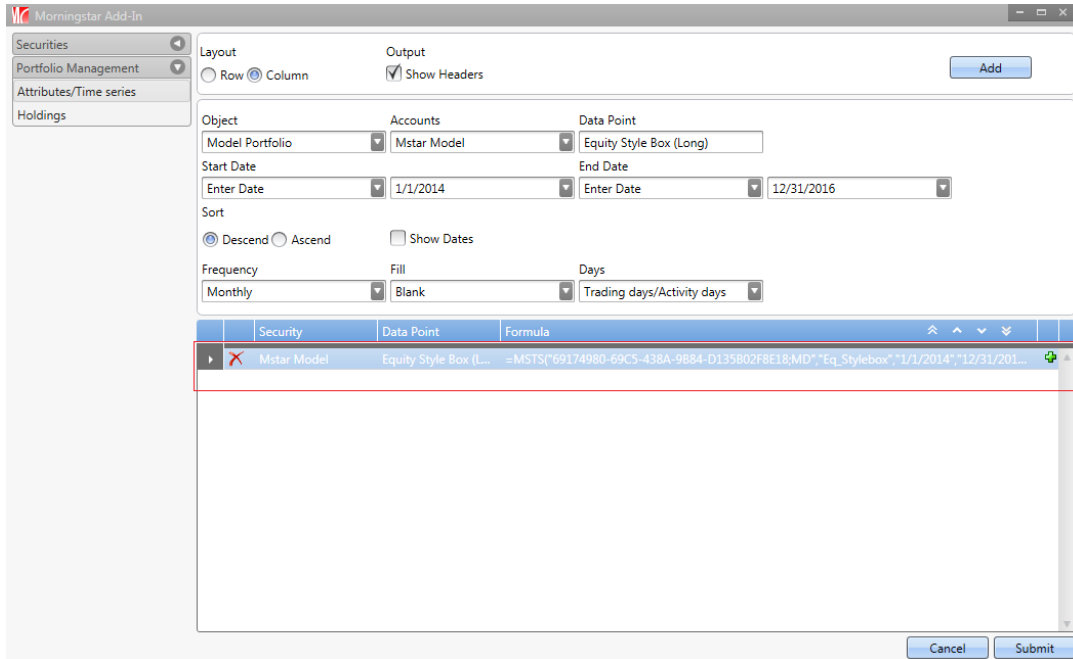 Morningstar Add-In
Securities
Portfolio Management
Attributes/Time series
Holdings
Layout Output
Row Column Show Headers Add
Object Accounts Data Point
Model Portfolio Mstar Model Equity Style Box (Long)
Start Date End Date
Enter Date 1/1/2014 Enter Date 12/31/2016
Sort
Descend Ascend Show Dates
Frequency Fill Days
Monthly Blank Trading days/Activity days
Security Data Point Formula
Mstar Model Equity Style Box (L... =MSTS("69174980-69C5-438A-9884-D135B02F8E18;MD","Eq_Stylebox","1/1/2014","12/31/201...
Cancel Submit